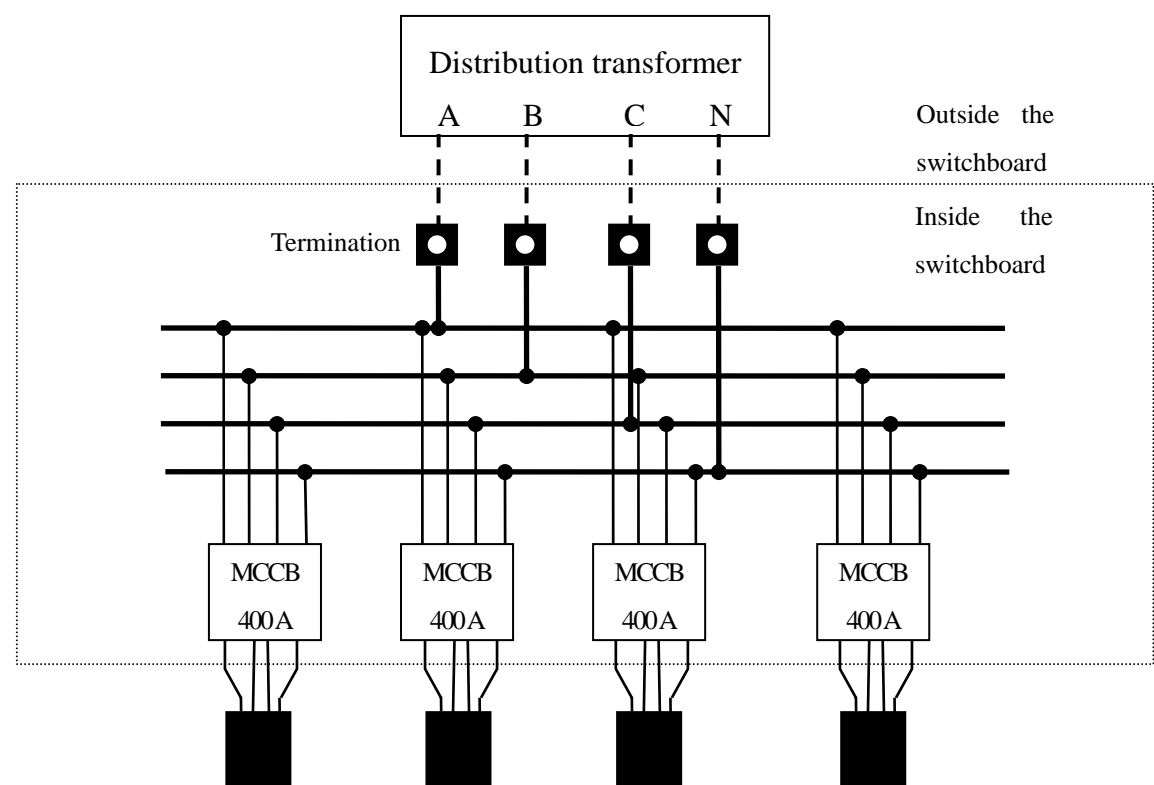 Distribution transformer
A B C N
Outside the
switchboard
Inside the
switchboard
Termination
MCCB
400A
MCCB
400A
MCCB
400A
MCCB
400A